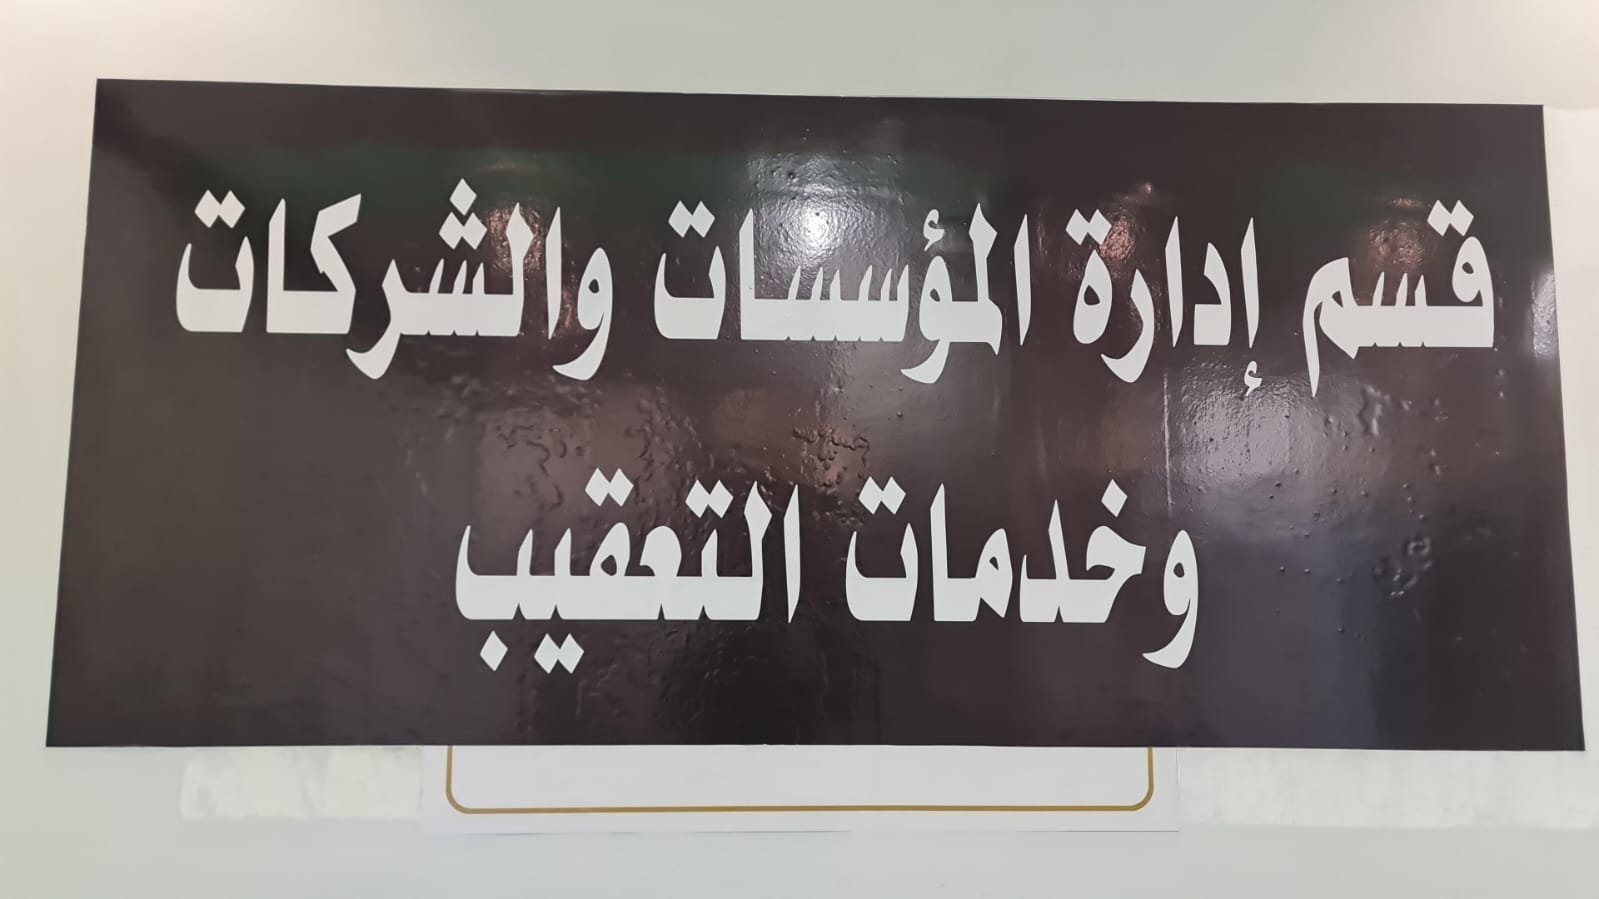 قسم إدارة المؤسسات والشركات
وخدمات التعقيب